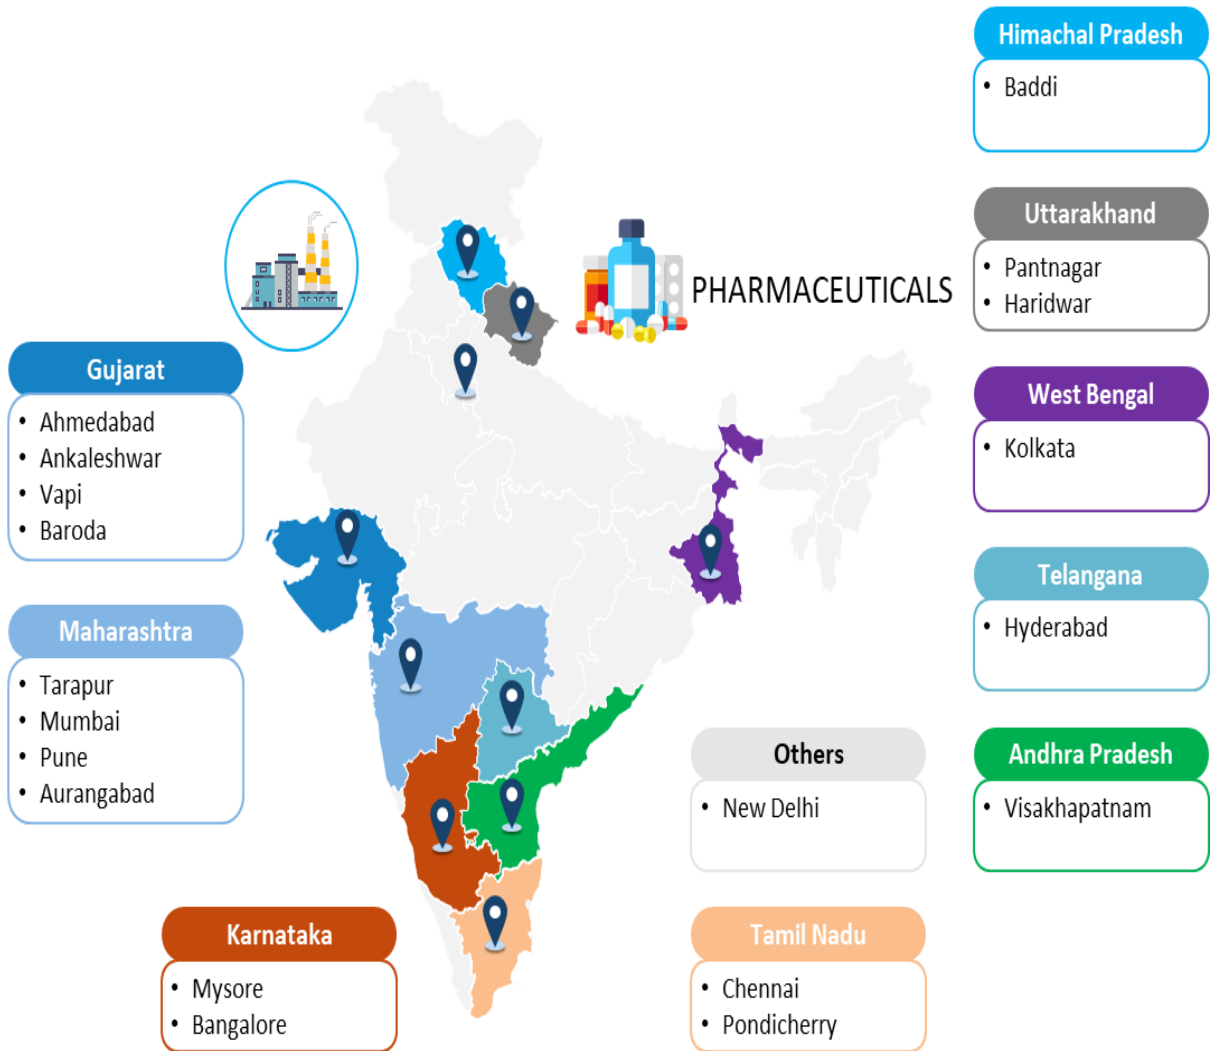 Himachal Pradesh
• Baddi
Uttarakhand
• Pantnagar
• Haridwar
PHARMACEUTICALS
Gujarat
• Ahmedabad
• Ankaleshwar
• Vapi
• Baroda
West Bengal
• Kolkata
Telangana
• Hyderabad
Maharashtra
• Tarapur
• Mumbai
• Pune
• Aurangabad
Others
• New Delhi
Andhra Pradesh
• Visakhapatnam
Karnataka
• Mysore
• Bangalore
Tamil Nadu
• Chennai
• Pondicherry